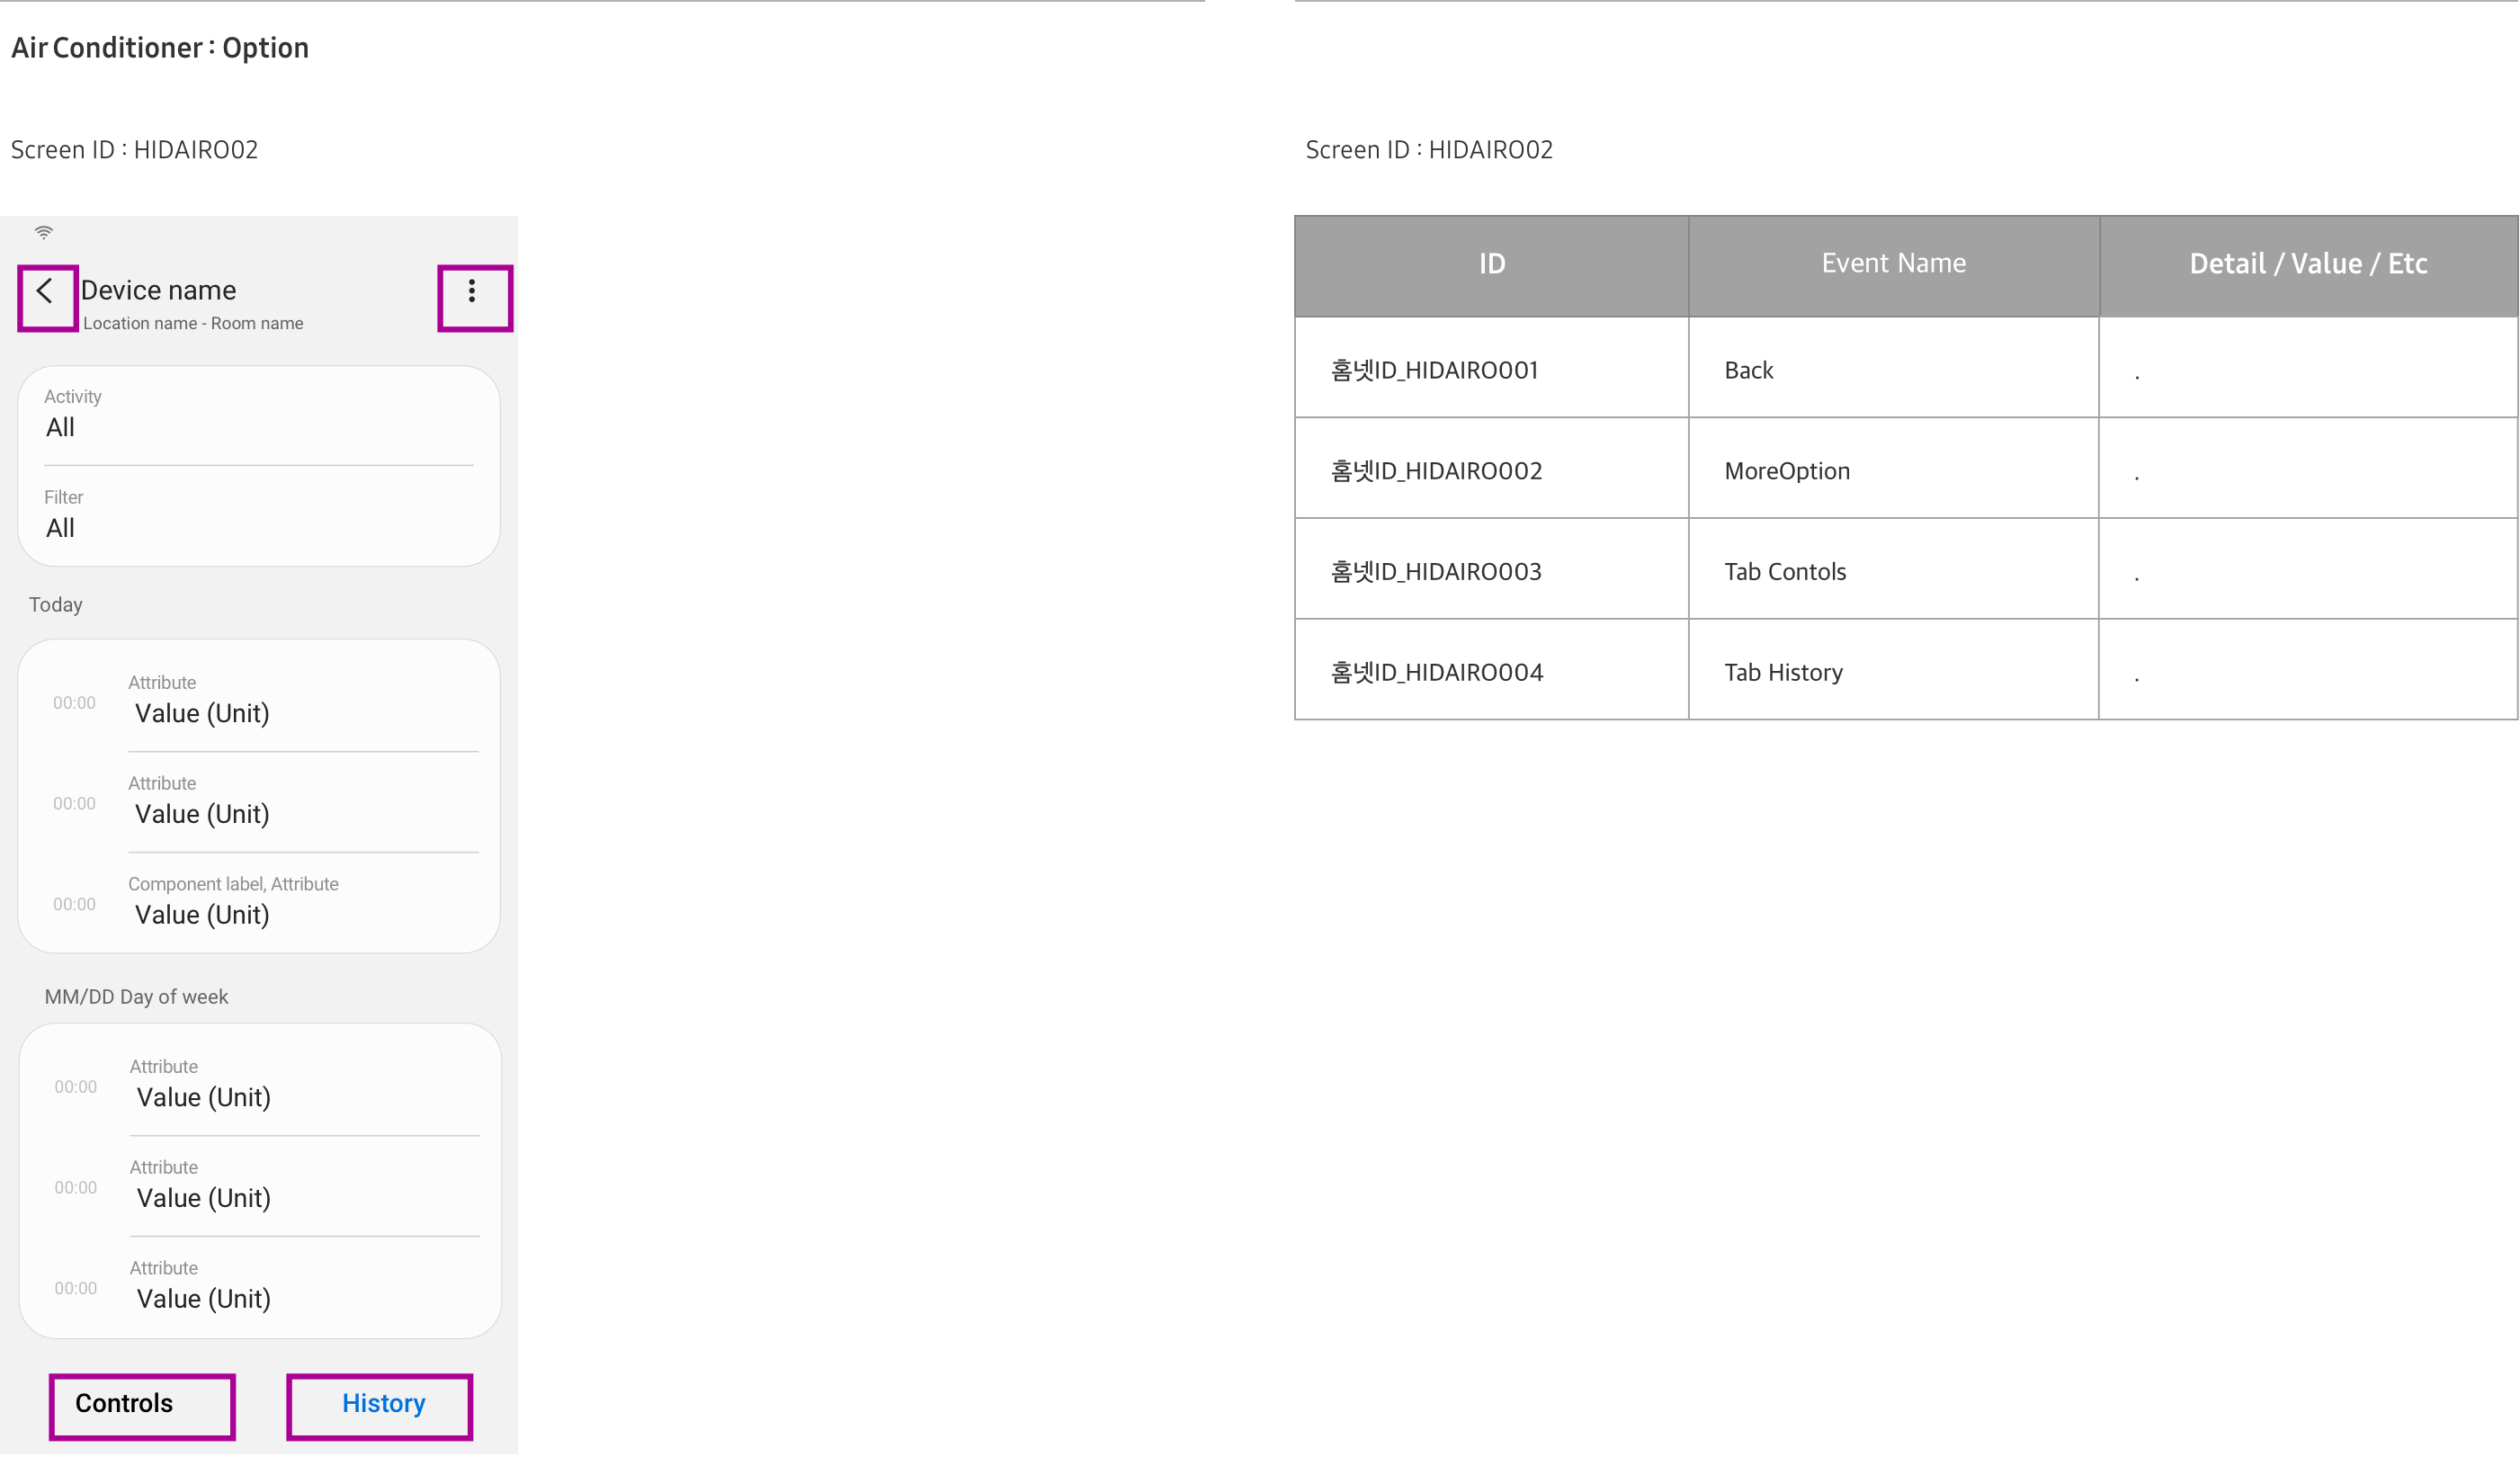 Air Conditioner : Option
Screen ID : HIDAIRO02
Device name
Location name - Room name
Activity
All
Filter
All
Today
00:00
Attribute
Value (Unit)
00:00
Attribute
Value (Unit)
00:00
Component label, Attribute
Value (Unit)
MM/DD Day of week
00:00
Attribute
Value (Unit)
00:00
Attribute
Value (Unit)
00:00
Attribute
Value (Unit)
Controls
History
Screen ID : HIDAIRO02
ID Event Name Detail / Value / Etc
홈넷ID_HIDAIRO001 Back .
홈넷ID_HIDAIRO002 MoreOption .
홈넷ID_HIDAIRO003 Tab Contols .
홈넷ID_HIDAIRO004 Tab History .